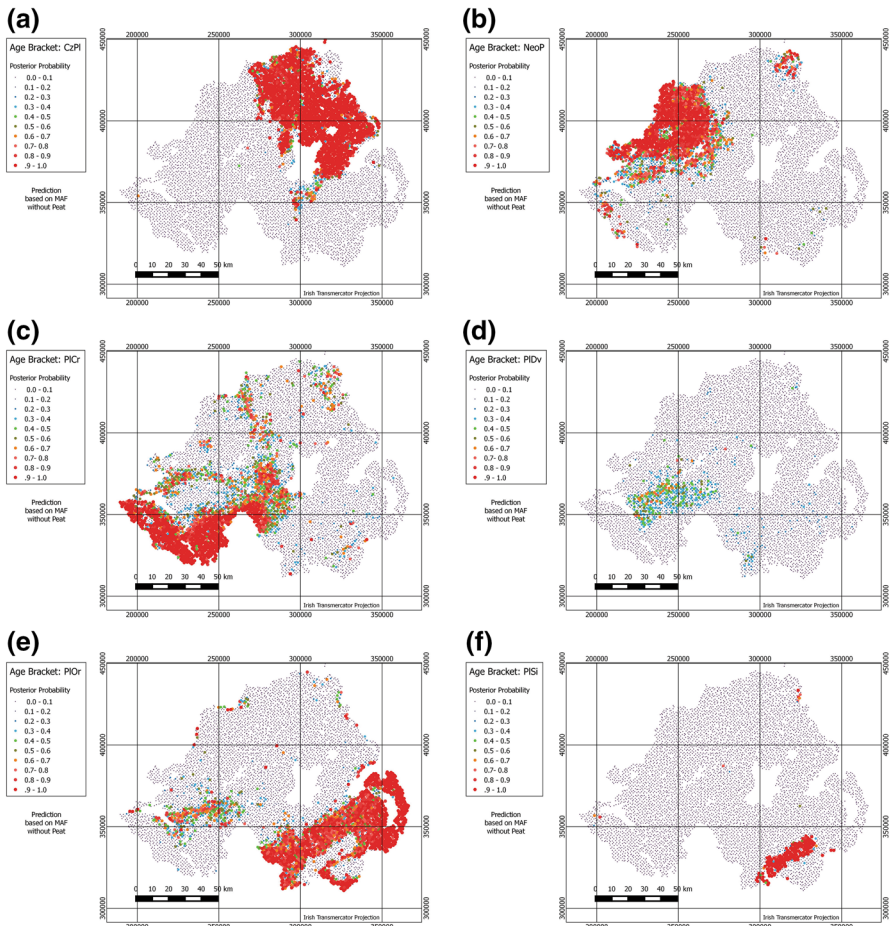 (a)
Age Bracket: CzPl
Posterior Probability
0.0 - 0.1
0.1 - 0.2
0.2 - 0.3
0.3 - 0.4
0.4 - 0.5
0.5 - 0.6
0.6 - 0.7
0.7- 0.8
0.8 - 0.9
.9 - 1.0
Prediction
based on MAF
without Peat
200000 250000 300000 350000
450000
400000
350000
300000
0 10 20 30 40 50 km
Irish Transmercator Projection
(b)
Age Bracket: NeoP
Posterior Probability
0.0 - 0.1
0.1 - 0.2
0.2 - 0.3
0.3 - 0.4
0.4 - 0.5
0.5 - 0.6
0.6 - 0.7
0.7- 0.8
0.8 - 0.9
.9 - 1.0
Prediction
based on MAF
without Peat
200000 250000 300000 350000
450000
400000
350000
300000
0 10 20 30 40 50 km
Irish Transmercator Projection
(c)
Age Bracket: PlCr
Posterior Probability
0.0 - 0.1
0.1 - 0.2
0.2 - 0.3
0.3 - 0.4
0.4 - 0.5
0.5 - 0.6
0.6 - 0.7
0.7- 0.8
0.8 - 0.9
.9 - 1.0
Prediction
based on MAF
without Peat
200000 250000 300000 350000
450000
400000
350000
300000
0 10 20 30 40 50 km
Irish Transmercator Projection
(d)
Age Bracket: PlDv
Posterior Probability
0.0 - 0.1
0.1 - 0.2
0.2 - 0.3
0.3 - 0.4
0.4 - 0.5
0.5 - 0.6
0.6 - 0.7
0.7- 0.8
0.8 - 0.9
.9 - 1.0
Prediction
based on MAF
without Peat
200000 250000 300000 350000
450000
400000
350000
300000
0 10 20 30 40 50 km
Irish Transmercator Projection
(e)
Age Bracket: PlOr
Posterior Probability
0.0 - 0.1
0.1 - 0.2
0.2 - 0.3
0.3 - 0.4
0.4 - 0.5
0.5 - 0.6
0.6 - 0.7
0.7- 0.8
0.8 - 0.9
.9 - 1.0
Prediction
based on MAF
without Peat
200000 250000 300000 350000
450000
400000
350000
300000
0 10 20 30 40 50 km
Irish Transmercator Projection
(f)
Age Bracket: PlSi
Posterior Probability
0.0 - 0.1
0.1 - 0.2
0.2 - 0.3
0.3 - 0.4
0.4 - 0.5
0.5 - 0.6
0.6 - 0.7
0.7- 0.8
0.8 - 0.9
.9 - 1.0
Prediction
based on MAF
without Peat
200000 250000 300000 350000
450000
400000
350000
300000
0 10 20 30 40 50 km
Irish Transmercator Projection